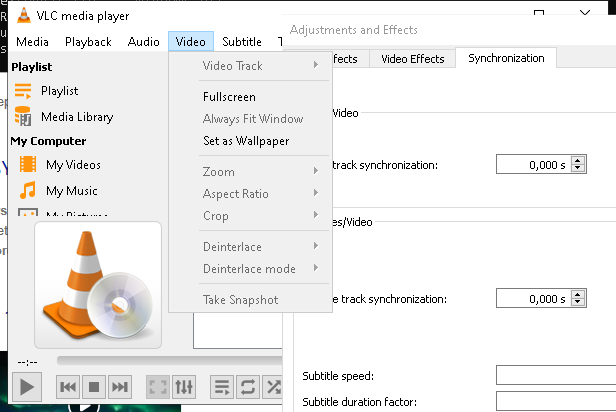 VLC media player
Media Playback Audio Video Subtitle
Playlist
Playlist
Media Library
My Computer
My Videos
My Music
My Pictures
Video Track
Fullscreen
Always Fit Window
Set as Wallpaper
Zoom
Aspect Ratio
Crop
Deinterlace
Deinterlace mode
Take Snapshot
--:--
Adjustments and Effects
fects Video Effects Synchronization
/Video
track synchronization: 0,000 s
es/Video
e track synchronization: 0,000 s
Subtitle speed:
Subtitle duration factor: